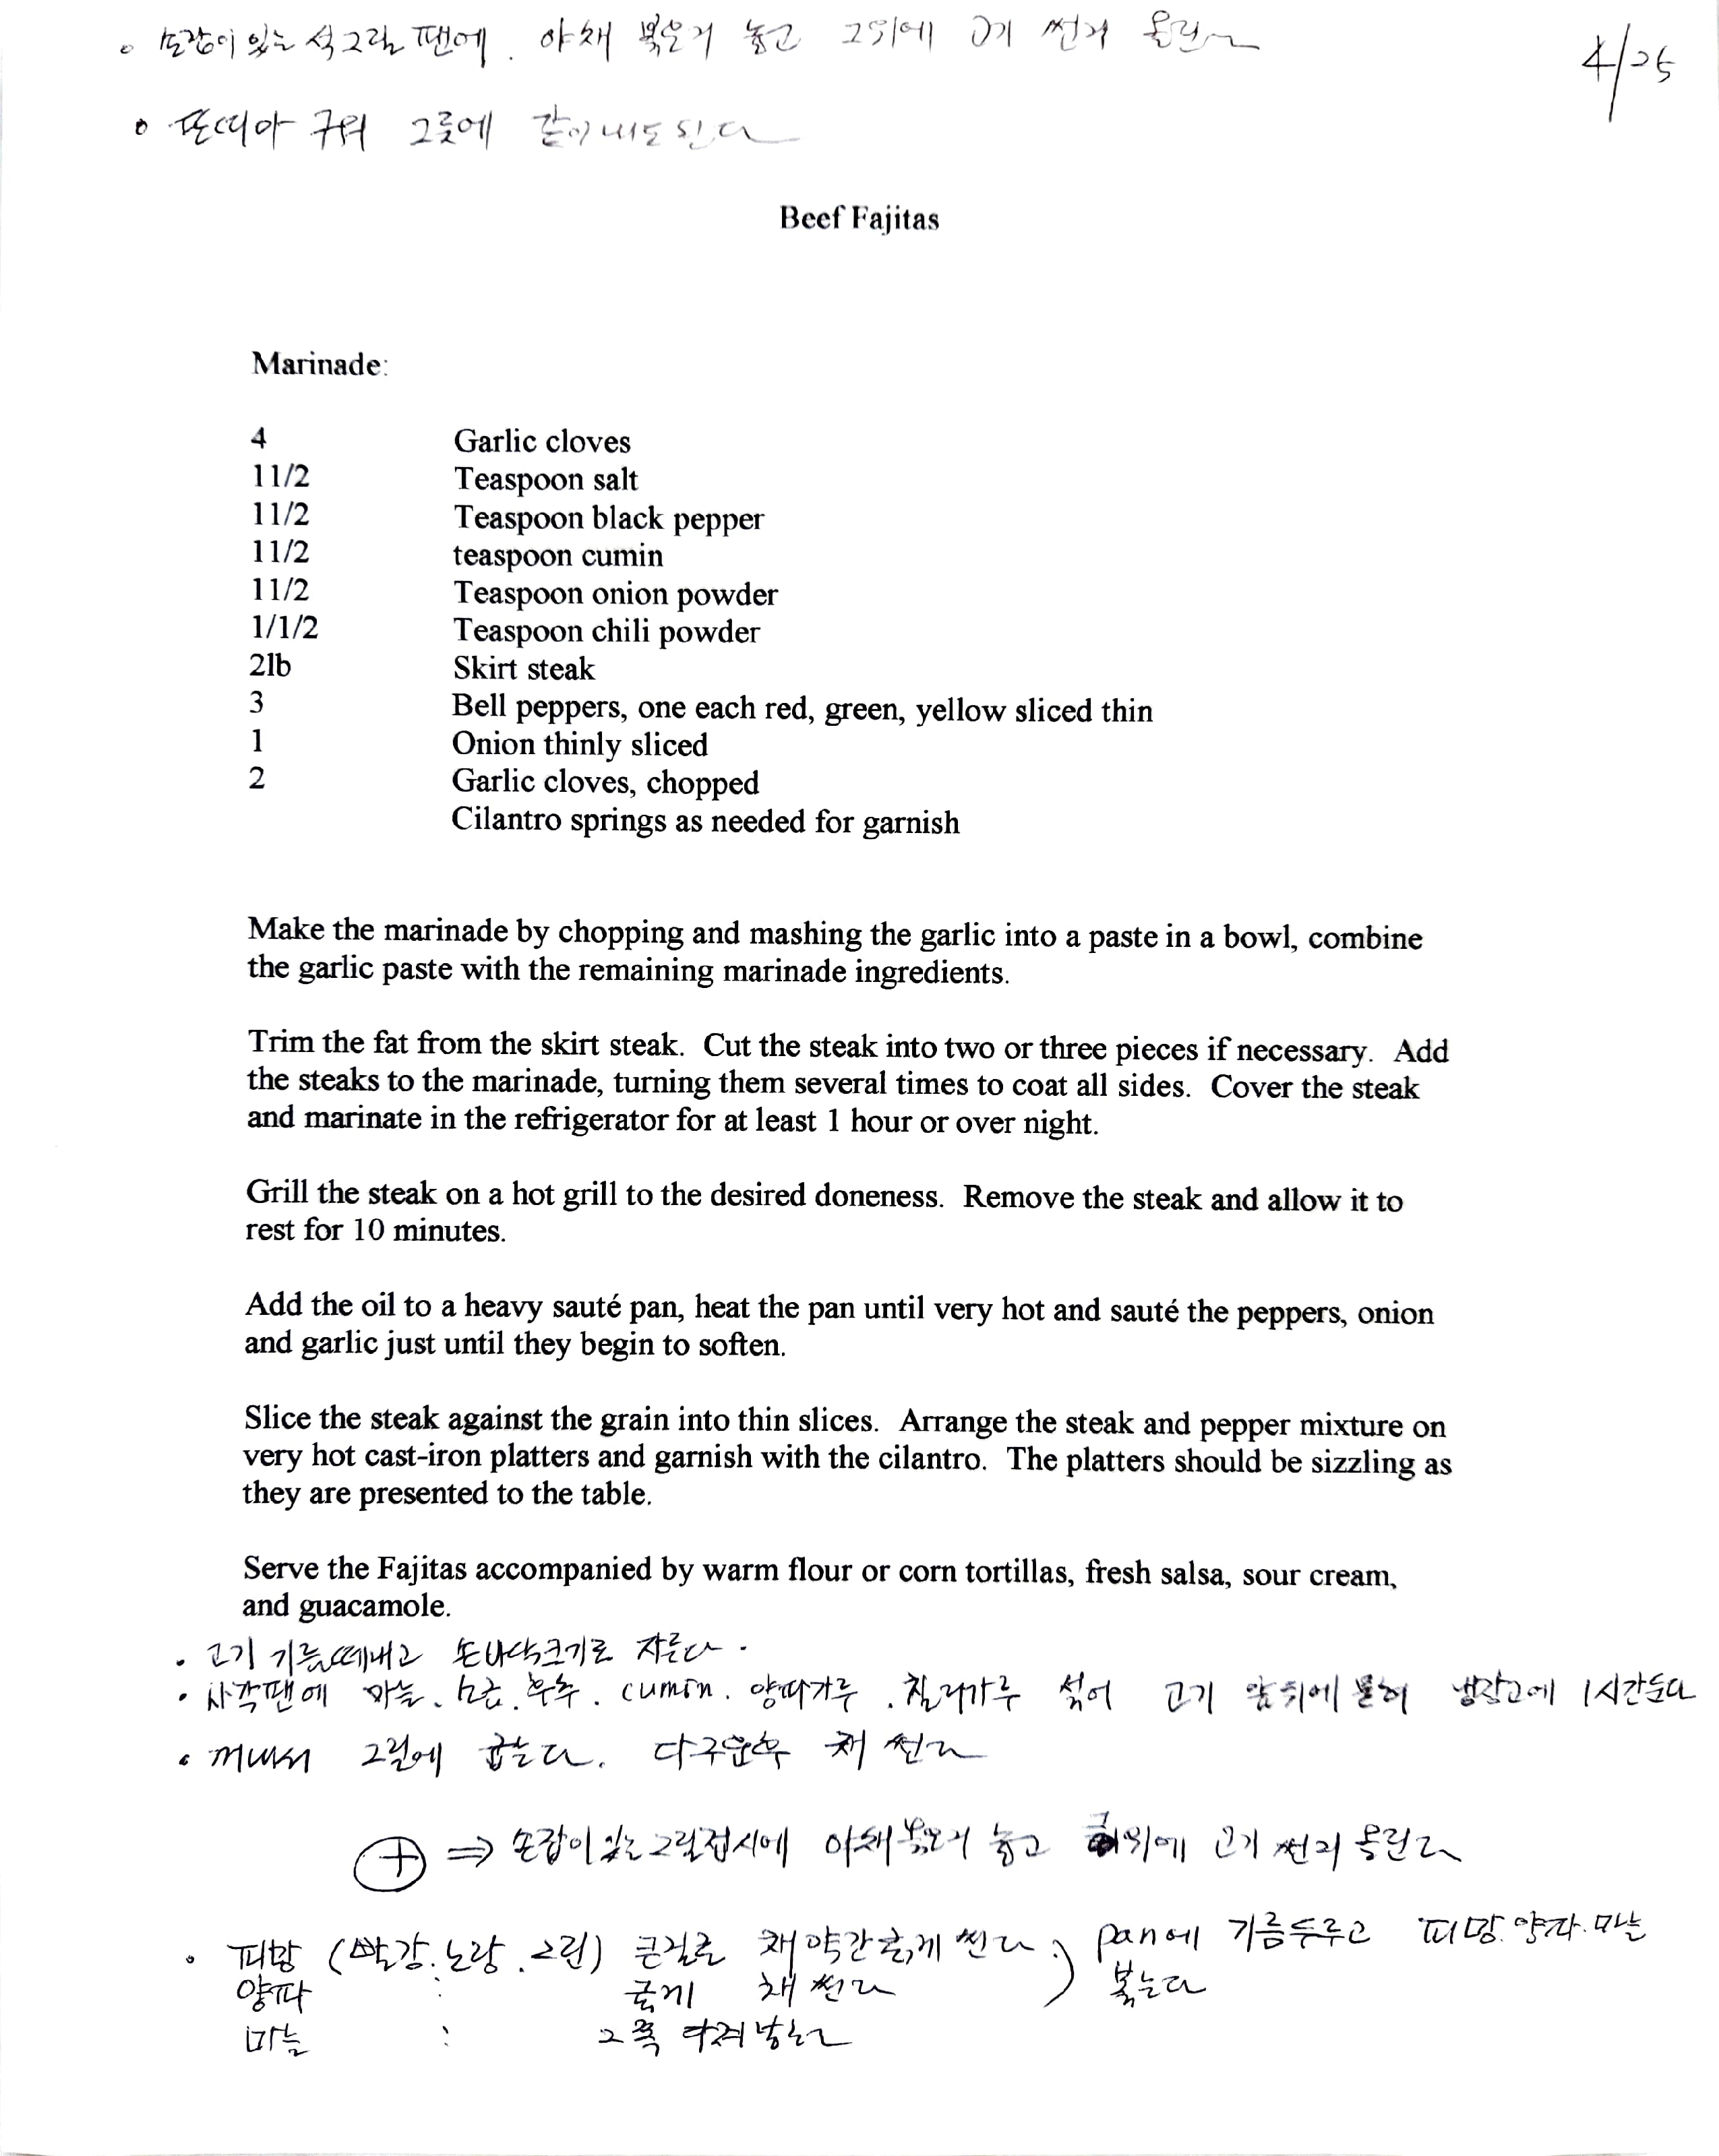 손잡이 있는 석그릴 팬에. 야채 볶은거 놓고 그위에 고기 썬거 올린다
4/25
또띠아 구워 그릇에 같이 내도 된다
Beef Fajitas
Marinade:
4 Garlic cloves
11/2 Teaspoon salt
11/2 Teaspoon black pepper
11/2 teaspoon cumin
11/2 Teaspoon onion powder
1/1/2 Teaspoon chili powder
2lb Skirt steak
3 Bell peppers, one each red, green, yellow sliced thin
1 Onion thinly sliced
2 Garlic cloves, chopped
Cilantro springs as needed for garnish
Make the marinade by chopping and mashing the garlic into a paste in a bowl, combine
the garlic paste with the remaining marinade ingredients.
Trim the fat from the skirt steak. Cut the steak into two or three pieces if necessary. Add
the steaks to the marinade, turning them several times to coat all sides. Cover the steak
and marinate in the refrigerator for at least 1 hour or over night.
Grill the steak on a hot grill to the desired doneness. Remove the steak and allow it to
rest for 10 minutes.
Add the oil to a heavy sauté pan, heat the pan until very hot and sauté the peppers, onion
and garlic just until they begin to soften.
Slice the steak against the grain into thin slices. Arrange the steak and pepper mixture on
very hot cast-iron platters and garnish with the cilantro. The platters should be sizzling as
they are presented to the table.
Serve the Fajitas accompanied by warm flour or corn tortillas, fresh salsa, sour cream,
and guacamole.
· 고기 기름떼내고 손바닥크기로 자른다.
· 사각팬에 마늘. 소금. 후추. cumin. 양파가루. 칠리가루 섞어 고기 앞뒤에 묻혀 냉장고에 1시간둔다
· 꺼내서 그릴에 굽는다. 다 구운후 채 썬다
+ ⇒ 손잡이있는 그릴접시에 야채볶은거 놓고 위에 고기 썬거 올린다
· 피망 (빨강. 노랑. 그린) 큰길로 채 약간굵게 썬다 ) pan에 기름두루고 피망. 양파. 마늘
양파 : 굵게 채 썬다 볶는다
마늘 : 2쪽 다져 넣는다